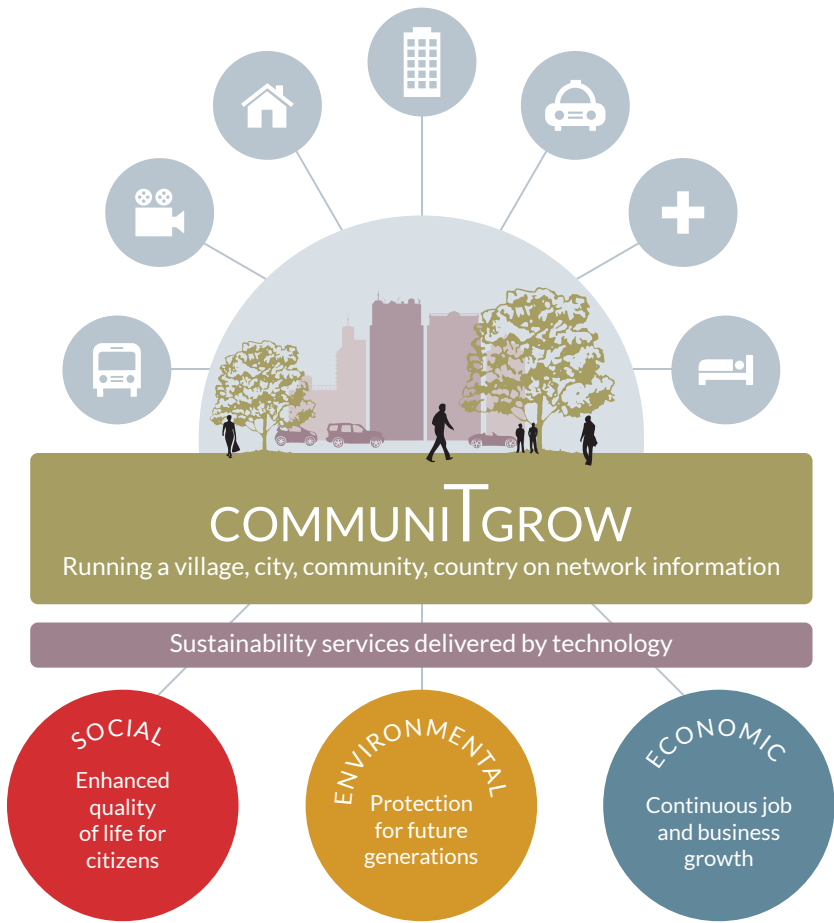 COMMUNITGROW
Running a village, city, community, country on network information
Sustainability services delivered by technology
SOCIAL
Enhanced
quality
of life for
citizens
ENVIRONMENTAL
Protection
for future
generations
ECONOMIC
Continuous job
and business
growth